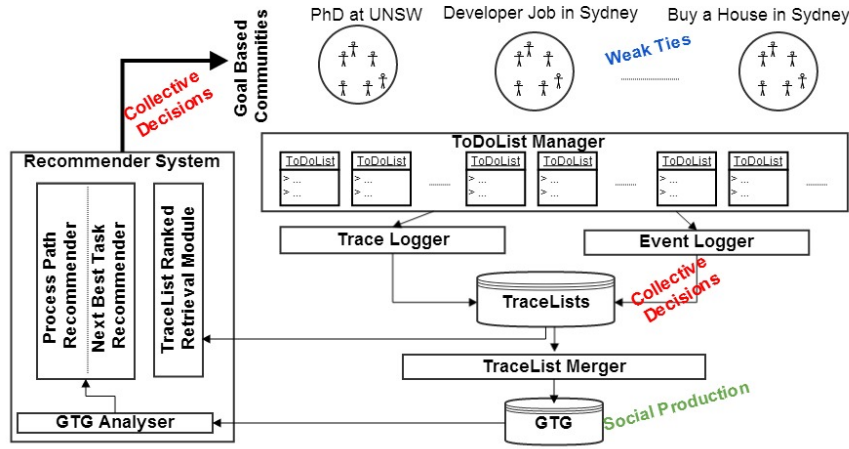 PhD at UNSW
Developer Job in Sydney
Buy a House in Sydney
Goal Based
Communities
Weak Ties
Collective
Decisions
ToDoList Manager
ToDoList
> ...
> ...
ToDoList
> ...
> ...
ToDoList
> ...
> ...
ToDoList
> ...
> ...
ToDoList
> ...
> ...
ToDoList
> ...
> ...
Recommender System
Process Path
Recommender
Next Best Task
Recommender
TraceList Ranked
Retrieval Module
GTG Analyser
Trace Logger
Event Logger
Collective
Decisions
TraceLists
TraceList Merger
GTG
Social Production